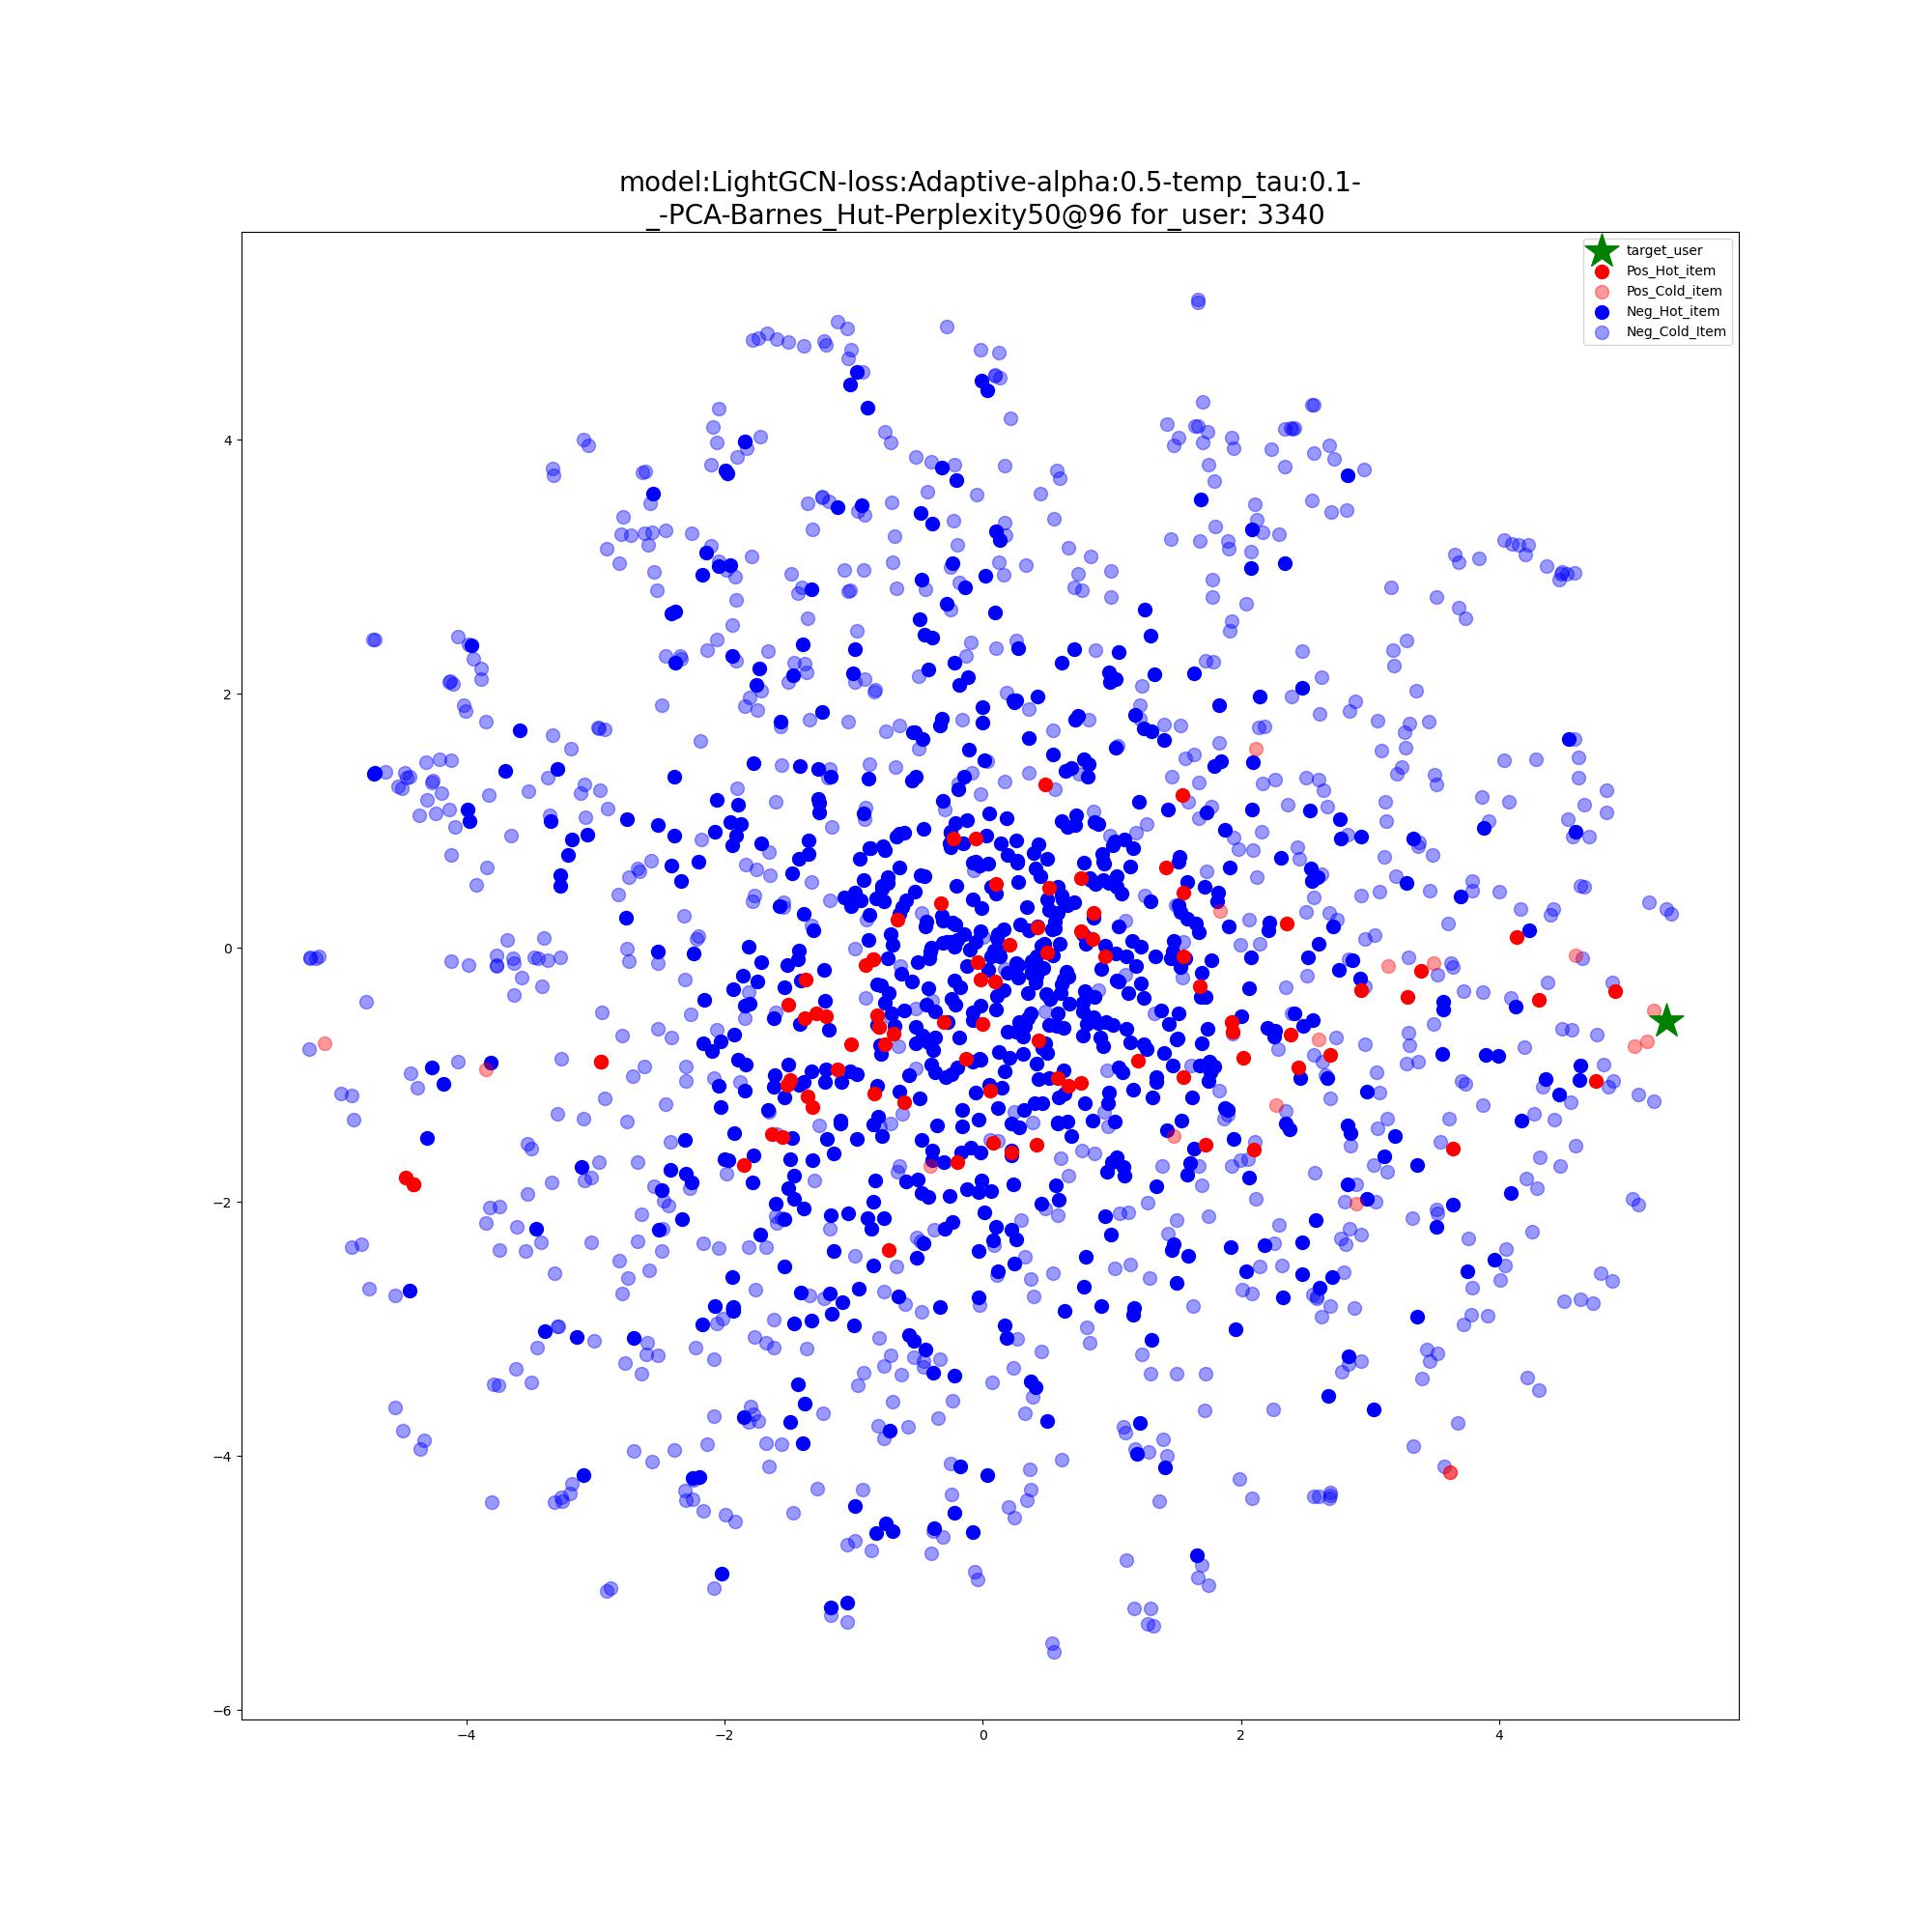 model:LightGCN-loss:Adaptive-alpha:0.5-temp_tau:0.1-
_-PCA-Barnes_Hut-Perplexity50@96 for_user: 3340
target_user
Pos_Hot_item
Pos_Cold_item
Neg_Hot_item
Neg_Cold_Item
4
2
0
−2
−4
−6
−4
−2
0
2
4